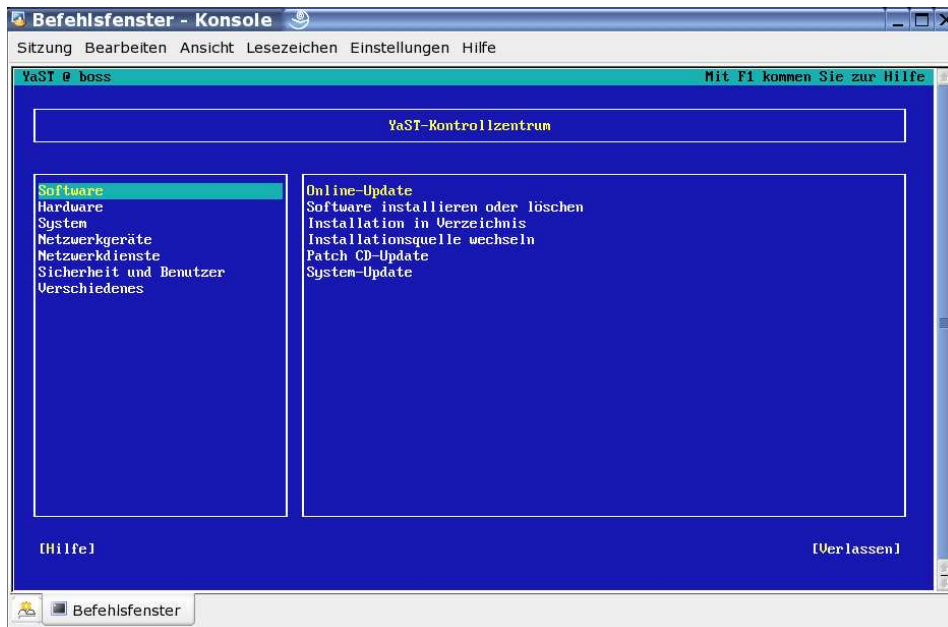 Befehlsfenster - Konsole
Sitzung Bearbeiten Ansicht Lesezeichen Einstellungen Hilfe
YaST @ boss Mit F1 kommen Sie zur Hilfe
YaST-Kontrollzentrum
Software
Hardware
System
Netzwerkgeräte
Netzwerkdienste
Sicherheit und Benutzer
Verschiedenes
Online-Update
Software installieren oder löschen
Installation in Verzeichnis
Installationsquelle wechseln
Patch CD-Update
System-Update
[Hilfe] [Verlassen]
Befehlsfenster